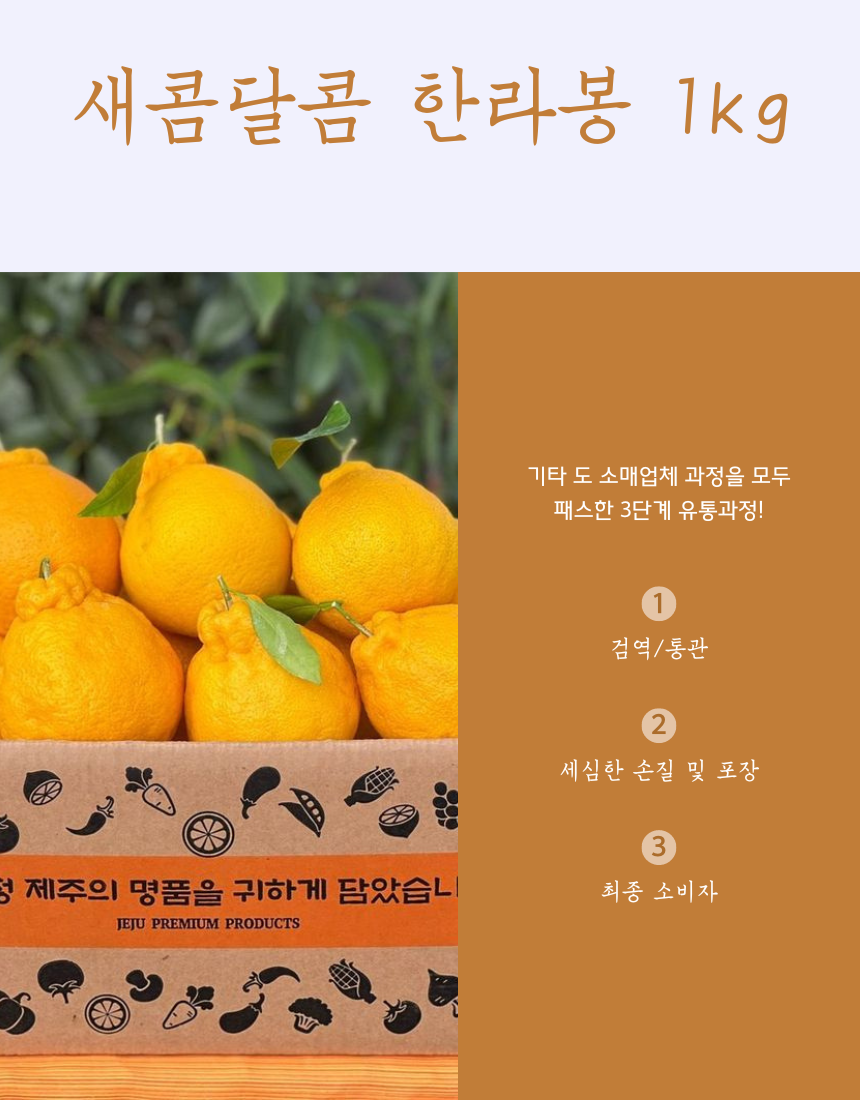 새콤달콤 한라봉 1kg
기타 도 소매업체 과정을 모두
패스한 3단계 유통과정!
1
검역/통관
2
세심한 손질 및 포장
3
최종 소비자
제주의 명품을 귀하게 담았습니
JEJU PREMIUM PRODUCTS